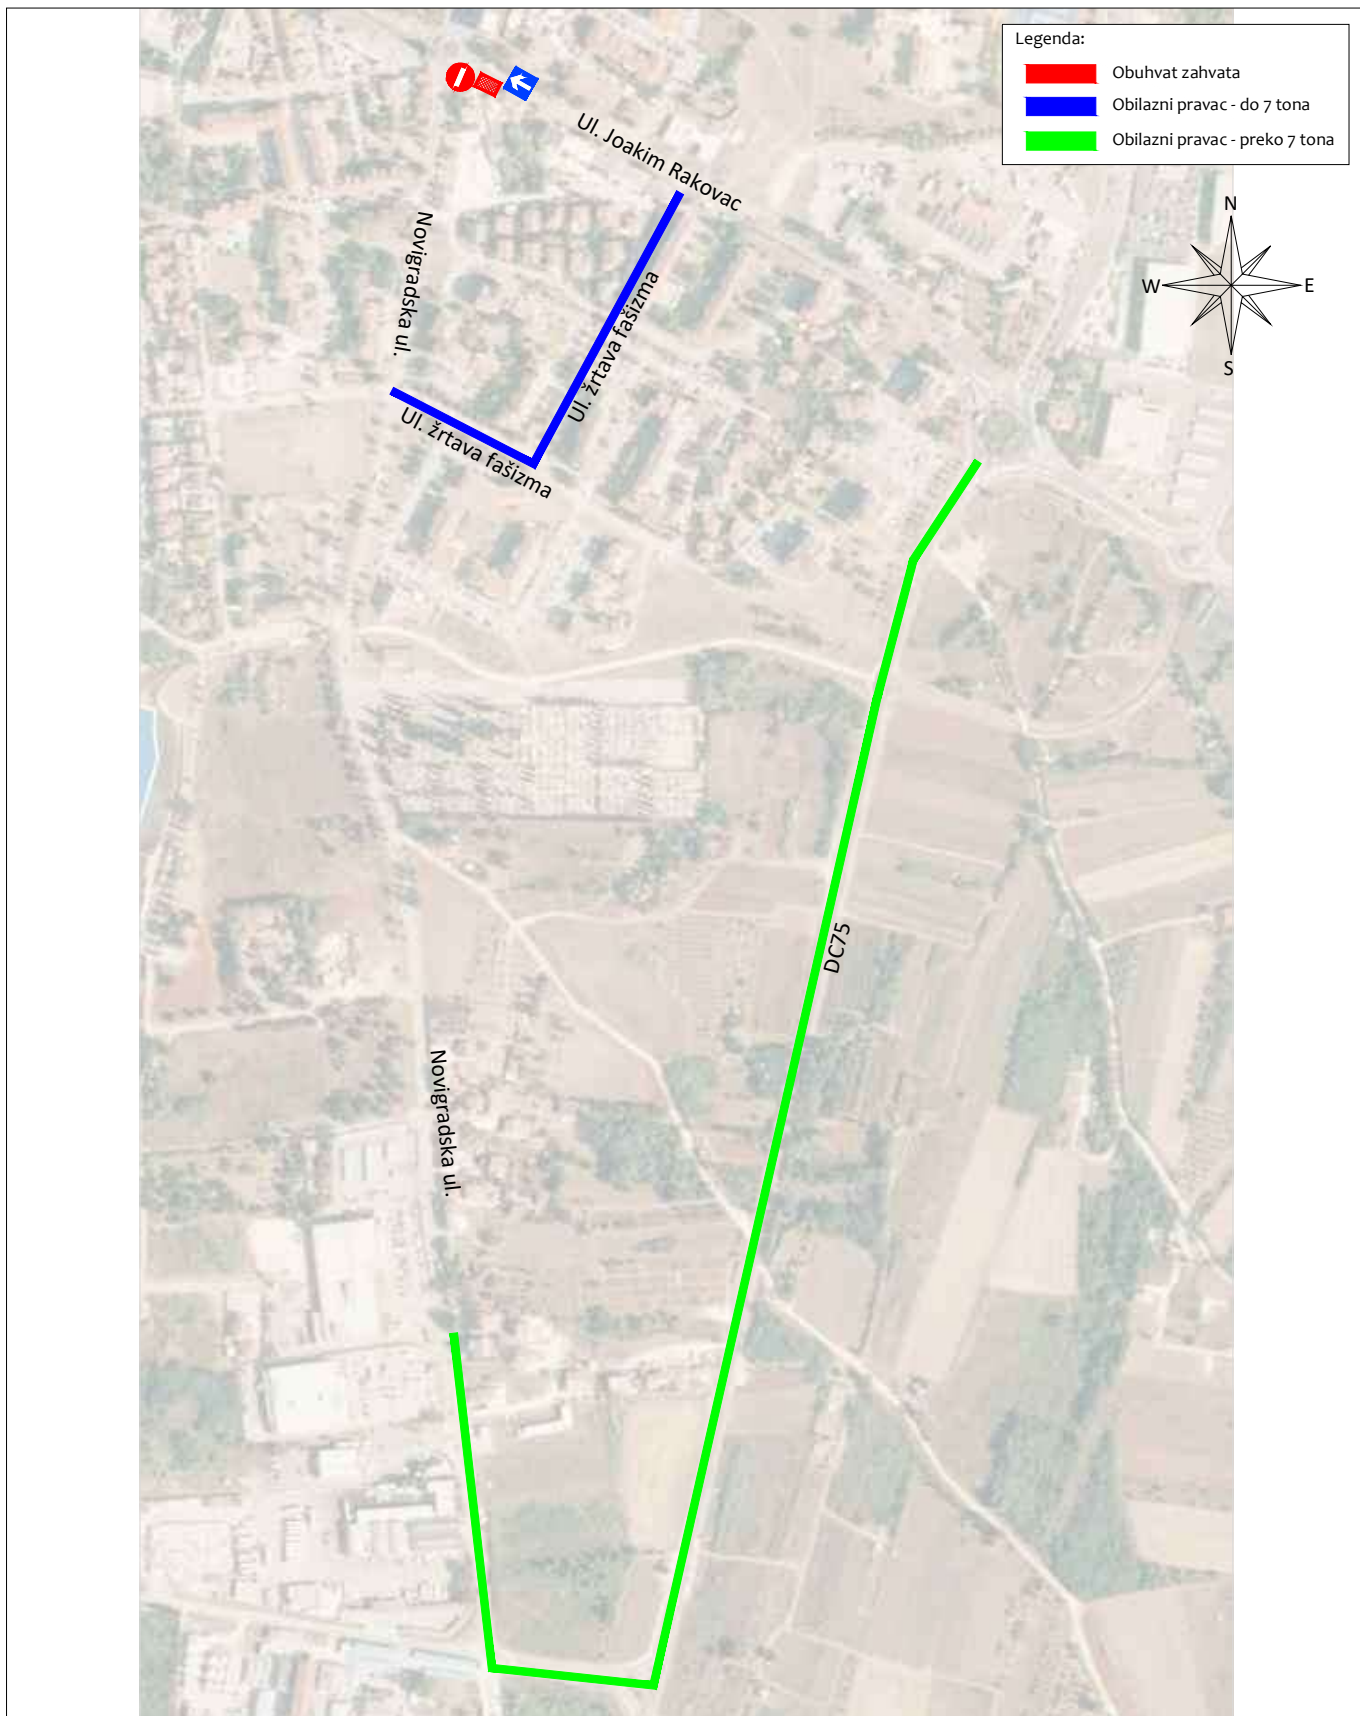 Legenda:
Obuhvat zahvata
Obilazni pravac - do 7 tona
Obilazni pravac - preko 7 tona
Ul. Joakim Rakovac
N
W
E
S
Novigradska ul.
Ul. žrtava fašizma
Ul. žrtava fašizma
DC75
Novigradska ul.